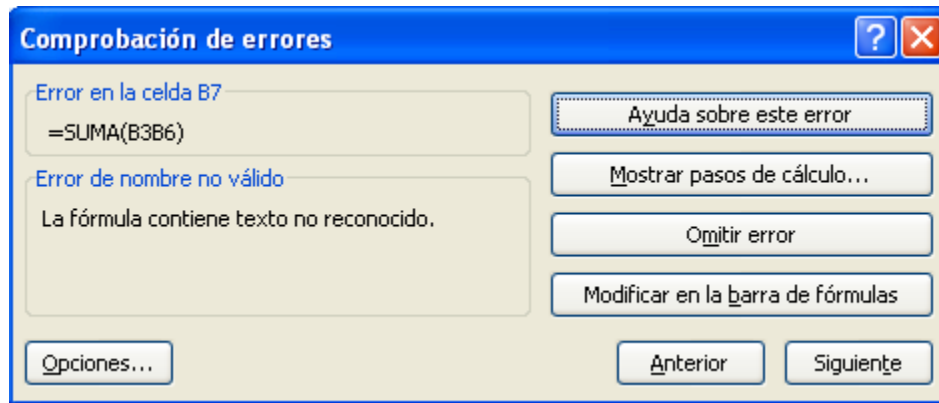 Comprobación de errores
Error en la celda B7
=SUMA(B3B6)
Error de nombre no válido
La fórmula contiene texto no reconocido.
Ayuda sobre este error
Mostrar pasos de cálculo...
Omitir error
Modificar en la barra de fórmulas
Opciones...
Anterior
Siguiente